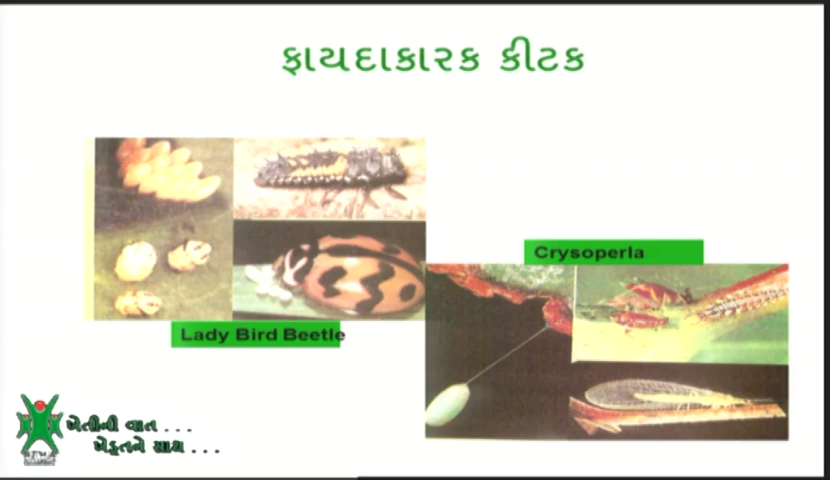 ફાયદાકારક કીટક
Crysoperla
Lady Bird Beetle
ખેતીની વાત . . .
ખેડૂતને સાથ . . .